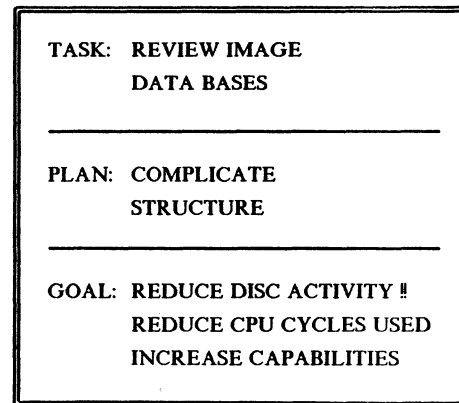 TASK: REVIEW IMAGE
DATA BASES
PLAN: COMPLICATE
STRUCTURE
GOAL: REDUCE DISC ACTIVITY !!
REDUCE CPU CYCLES USED
INCREASE CAPABILITIES